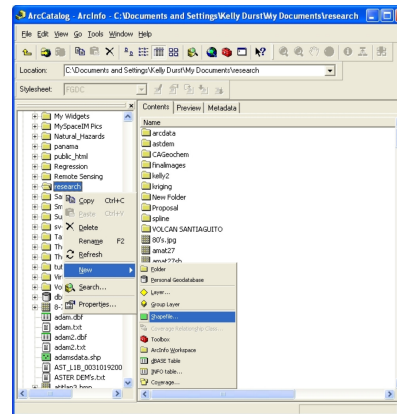 ArcCatalog - ArcInfo - C:\Documents and Settings\Kelly Durst\My Documents\research
File Edit View Go Tools Window Help
Location: C:\Documents and Settings\Kelly Durst\My Documents\research
Stylesheet: FGDC
Contents Preview Metadata
Name
My Widgets
MySpaceIM Pics
Natural_Hazards
panama
public_html
Regression
Remote Sensing
research
arcdata
astdem
CAGeochem
finalimages
kelly2
kriging
New Folder
Proposal
spline
VOLCAN SANTIAGUITO
80's.jpg
amat27
Copy Ctrl+C
Paste Ctrl+V
Delete
Rename F2
Refresh
New
Search...
Properties...
Folder
Personal Geodatabase
Layer...
Group Layer
Shapefile...
Coverage Relationship Class...
Toolbox
ArcInfo Workspace
dBASE Table
INFO table...
Coverage...
adam.dbf
adam.txt
adam2.dbf
adam2.txt
adamsdata.shp
AST_L1B_0031019200
ASTER DEM's.txt